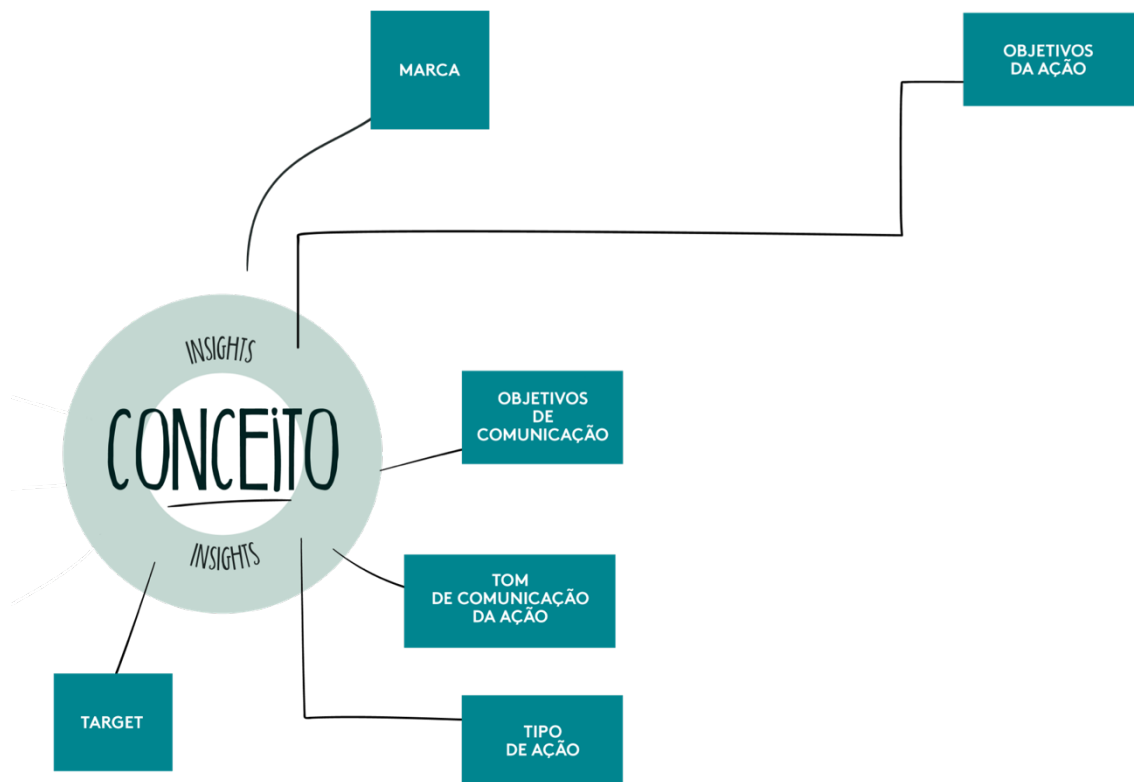 MARCA
OBJETIVOS
DA AÇÃO
INSIGHTS
CONCEiTO
INSIGHTS
OBJETIVOS
DE
COMUNICAÇÃO
TOM
DE COMUNICAÇÃO
DA AÇÃO
TARGET
TIPO
DE AÇÃO